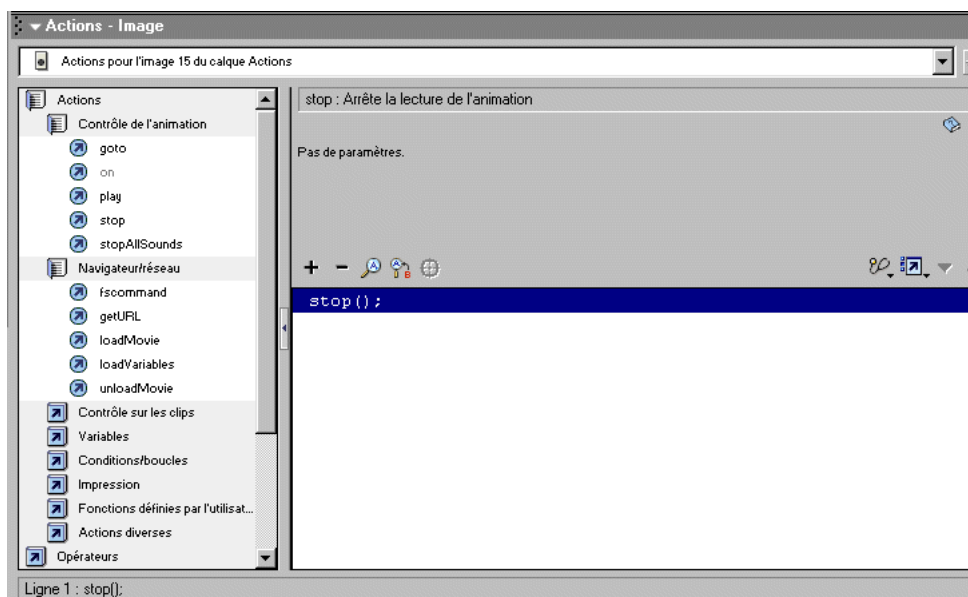 Actions - Image
Actions pour l'image 15 du calque Actions
Actions
Contrôle de l'animation
goto
on
play
stop
stopAllSounds
Navigateur/réseau
fscommand
getURL
loadMovie
loadVariables
unloadMovie
Contrôle sur les clips
Variables
Conditions/boucles
Impression
Fonctions définies par l'utilisat...
Actions diverses
Opérateurs
stop : Arrête la lecture de l'animation
Pas de paramètres.
stop();
Ligne 1 : stop();